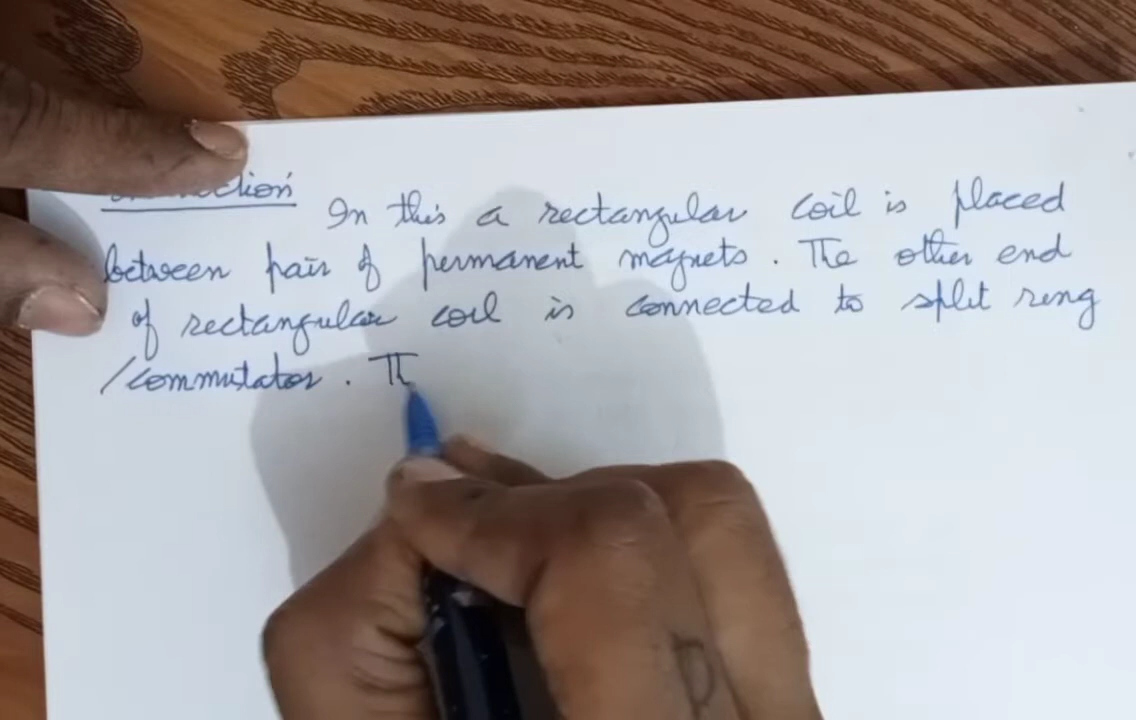 In this a rectangular coil is placed
between pair of permanent magnets. The other end
of rectangular coil is connected to split ring
/commutator. Th